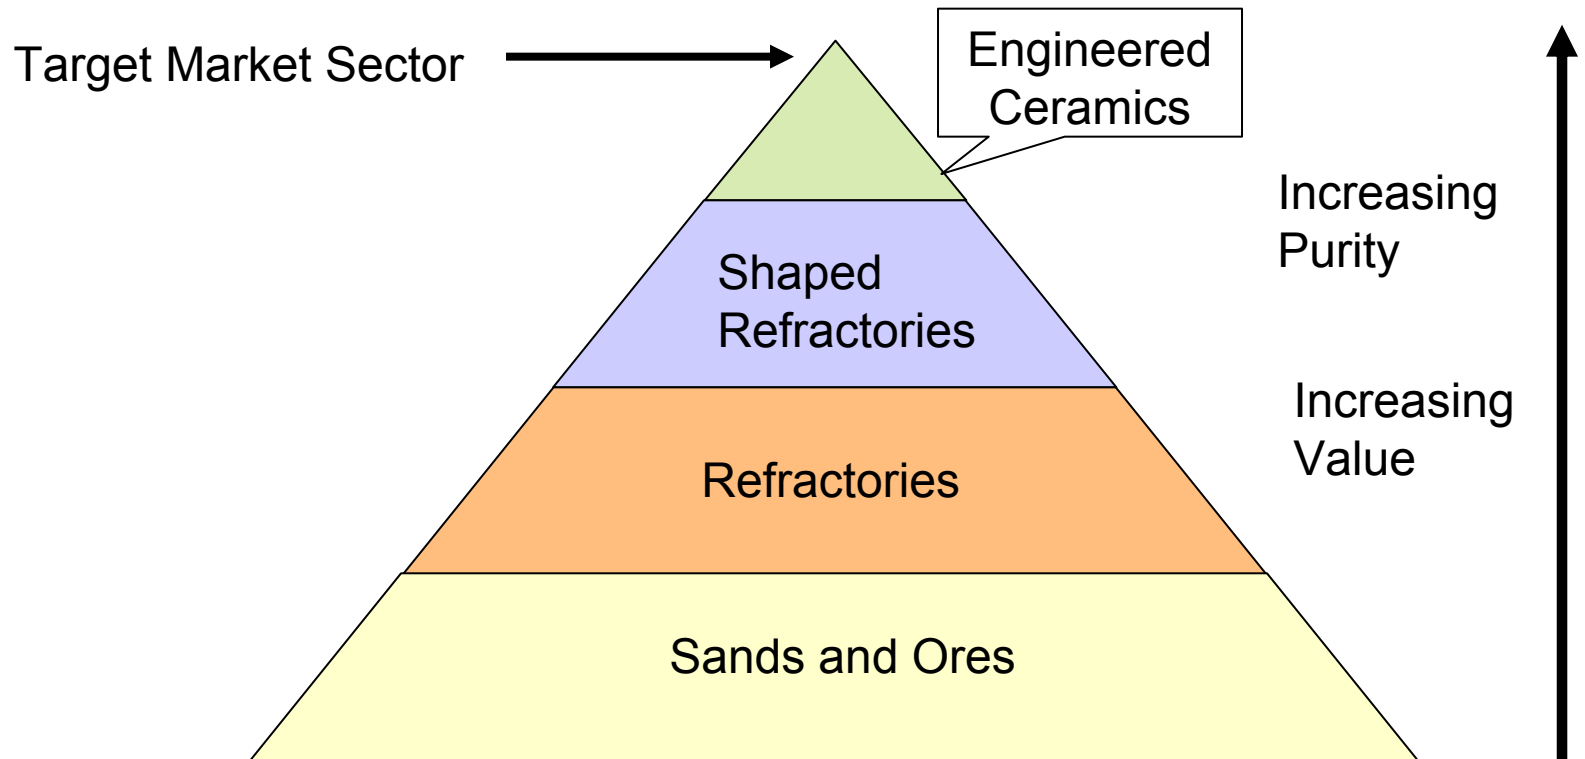 Target Market Sector
Engineered
Ceramics
Increasing
Purity
Shaped
Refractories
Increasing
Value
Refractories
Sands and Ores